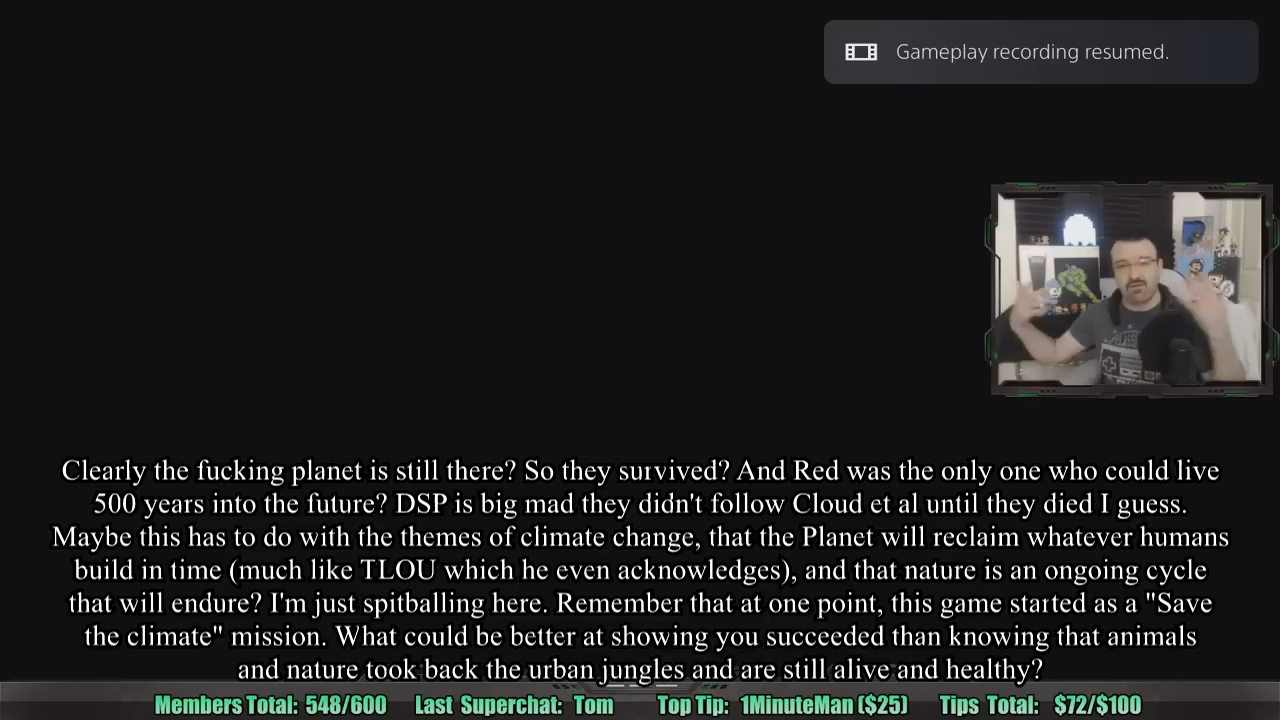 Gameplay recording resumed.
Clearly the fucking planet is still there? So they survived? And Red was the only one who could live
500 years into the future? DSP is big mad they didn't follow Cloud et al until they died I guess.
Maybe this has to do with the themes of climate change, that the Planet will reclaim whatever humans
build in time (much like TLOU which he even acknowledges), and that nature is an ongoing cycle
that will endure? I'm just spitballing here. Remember that at one point, this game started as a "Save
the climate" mission. What could be better at showing you succeeded than knowing that animals
and nature took back the urban jungles and are still alive and healthy?
Members Total: 548/600 Last Superchat: Tom Top Tip: 1MinuteMan ($25) Tips Total: $72/$100